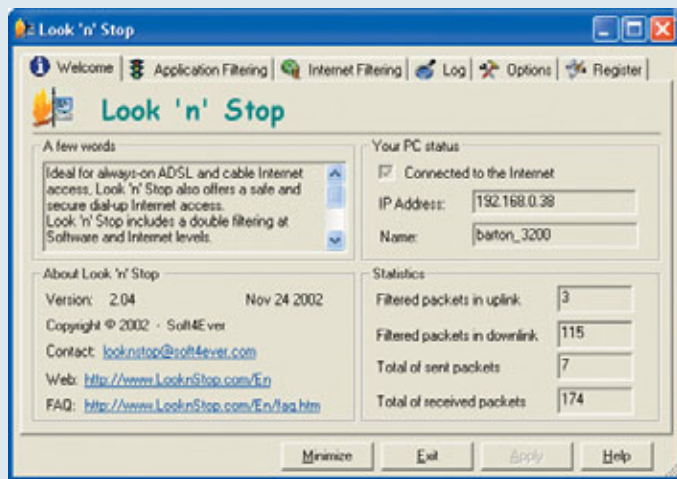 Look 'n' Stop
Welcome Application Filtering Internet Filtering Log Options Register
Look 'n' Stop
A few words
Ideal for always-on ADSL and cable Internet
access, Look 'n' Stop also offers a safe and
secure dial-up Internet access.
Look 'n' Stop includes a double filtering at
Software and Internet levels.
Your PC status
Connected to the Internet
IP Address: 192.168.0.38
Name: barton_3200
About Look 'n' Stop
Version: 2.04 Nov 24 2002
Copyright © 2002 - Soft4Ever
Contact: looknstop@soft4ever.com
Web: http://www.LooknStop.com/En
FAQ: http://www.LooknStop.com/En/faq.htm
Statistics
Filtered packets in uplink 3
Filtered packets in downlink 115
Total of sent packets 7
Total of received packets 174
Minimize Exit Apply Help